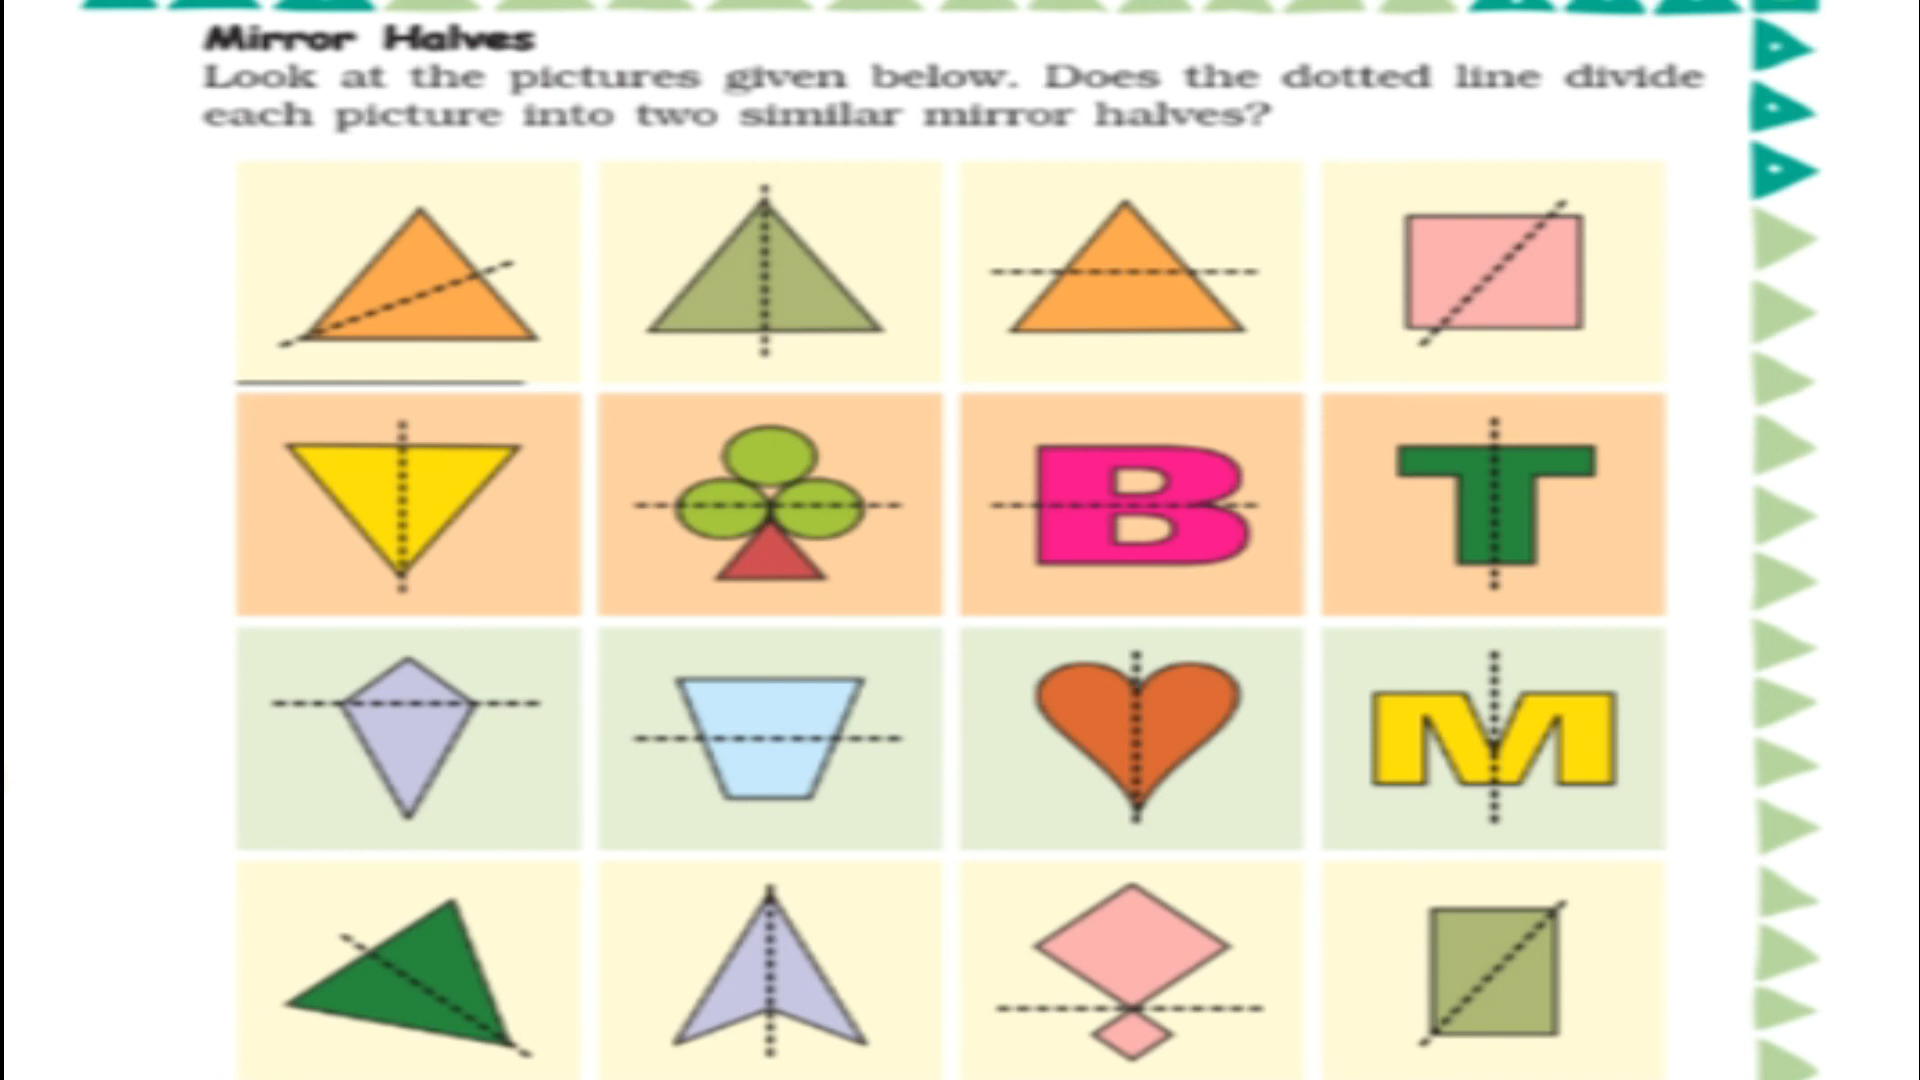 Mirror Halves
Look at the pictures given below. Does the dotted line divide
each picture into two similar mirror halves?
B
T
M